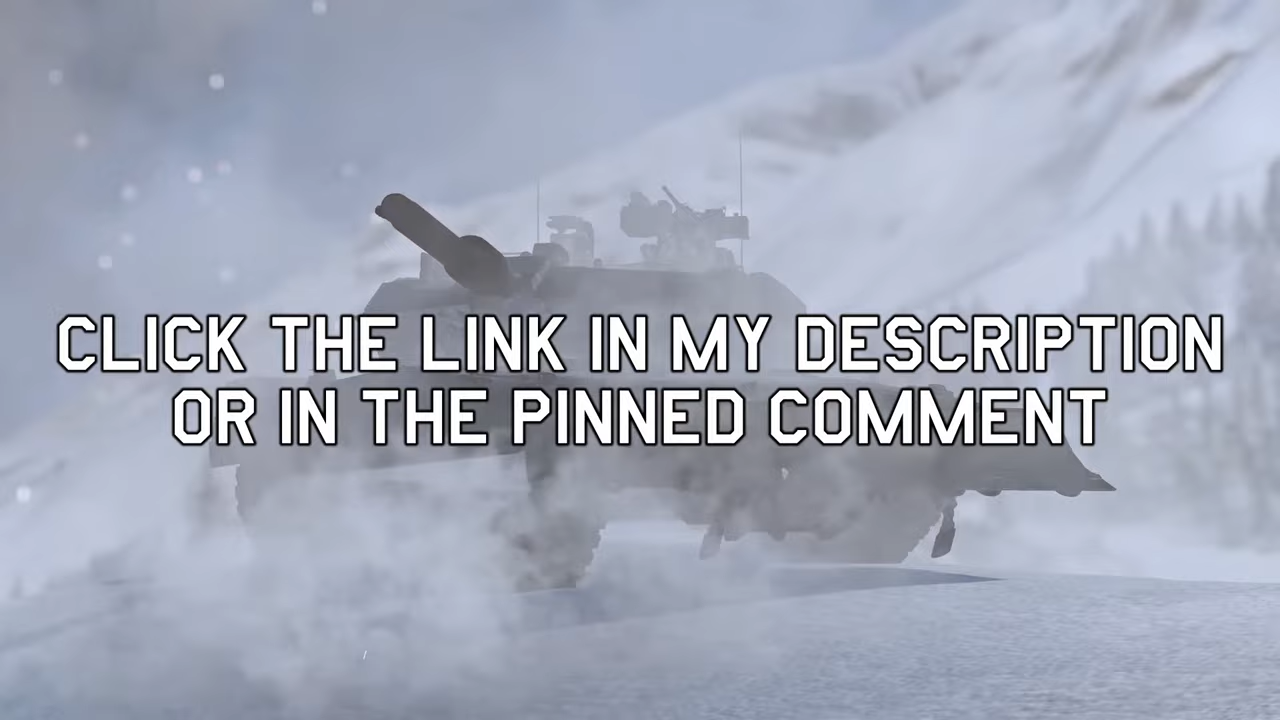 CLICK THE LINK IN MY DESCRIPTION
OR IN THE PINNED COMMENT